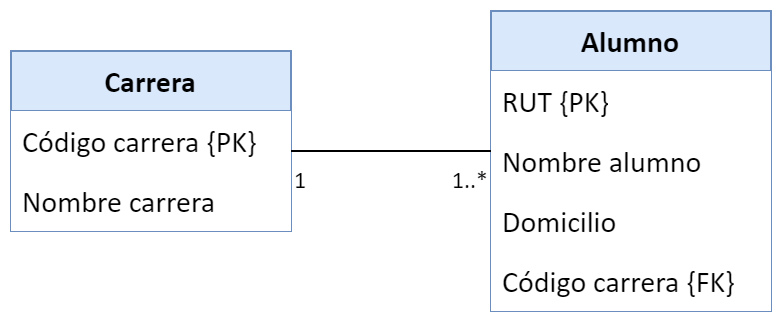 Carrera
Código carrera {PK}
Nombre carrera
1
1..*
Alumno
RUT {PK}
Nombre alumno
Domicilio
Código carrera {FK}